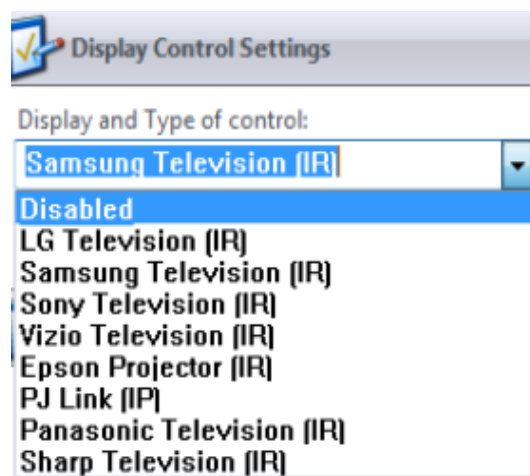 Display Control Settings
Display and Type of control:
Samsung Television (IR)
Disabled
LG Television (IR)
Samsung Television (IR)
Sony Television (IR)
Vizio Television (IR)
Epson Projector (IR)
PJ Link (IP)
Panasonic Television (IR)
Sharp Television (IR)